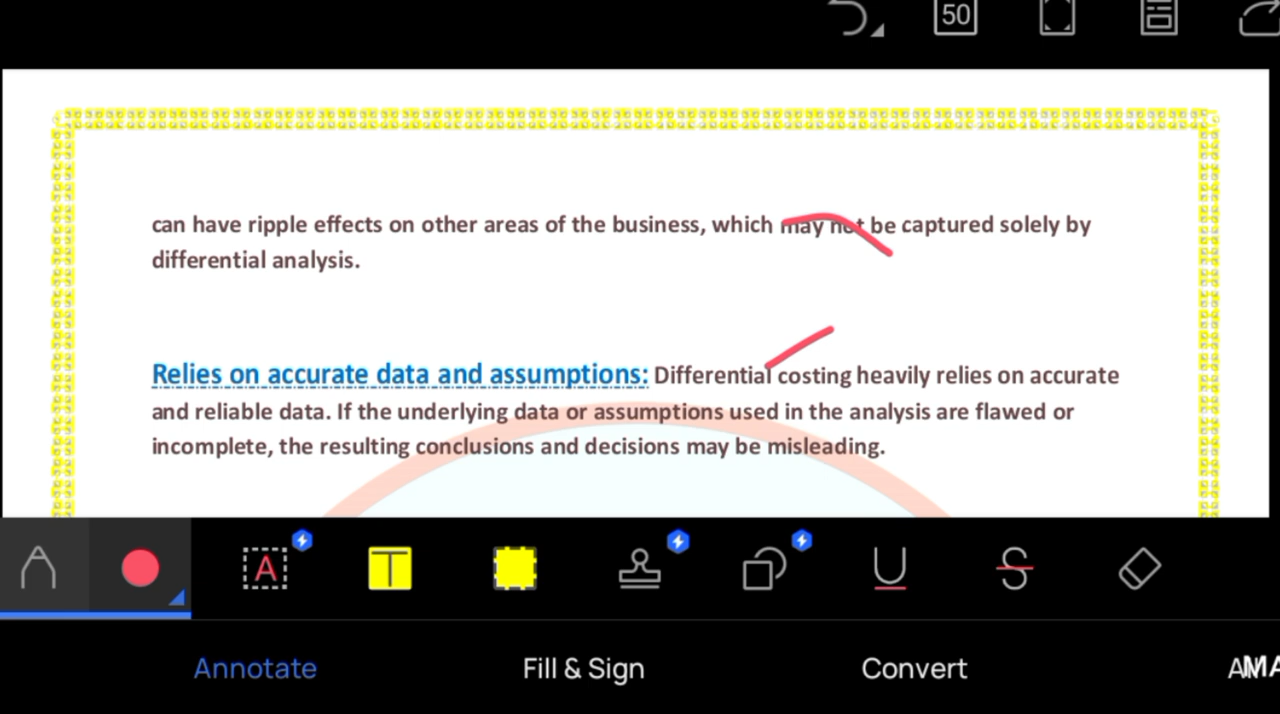 50
can have ripple effects on other areas of the business, which may not be captured solely by
differential analysis.
Relies on accurate data and assumptions: Differential costing heavily relies on accurate
and reliable data. If the underlying data or assumptions used in the analysis are flawed or
incomplete, the resulting conclusions and decisions may be misleading.
A T U S
Annotate Fill & Sign Convert